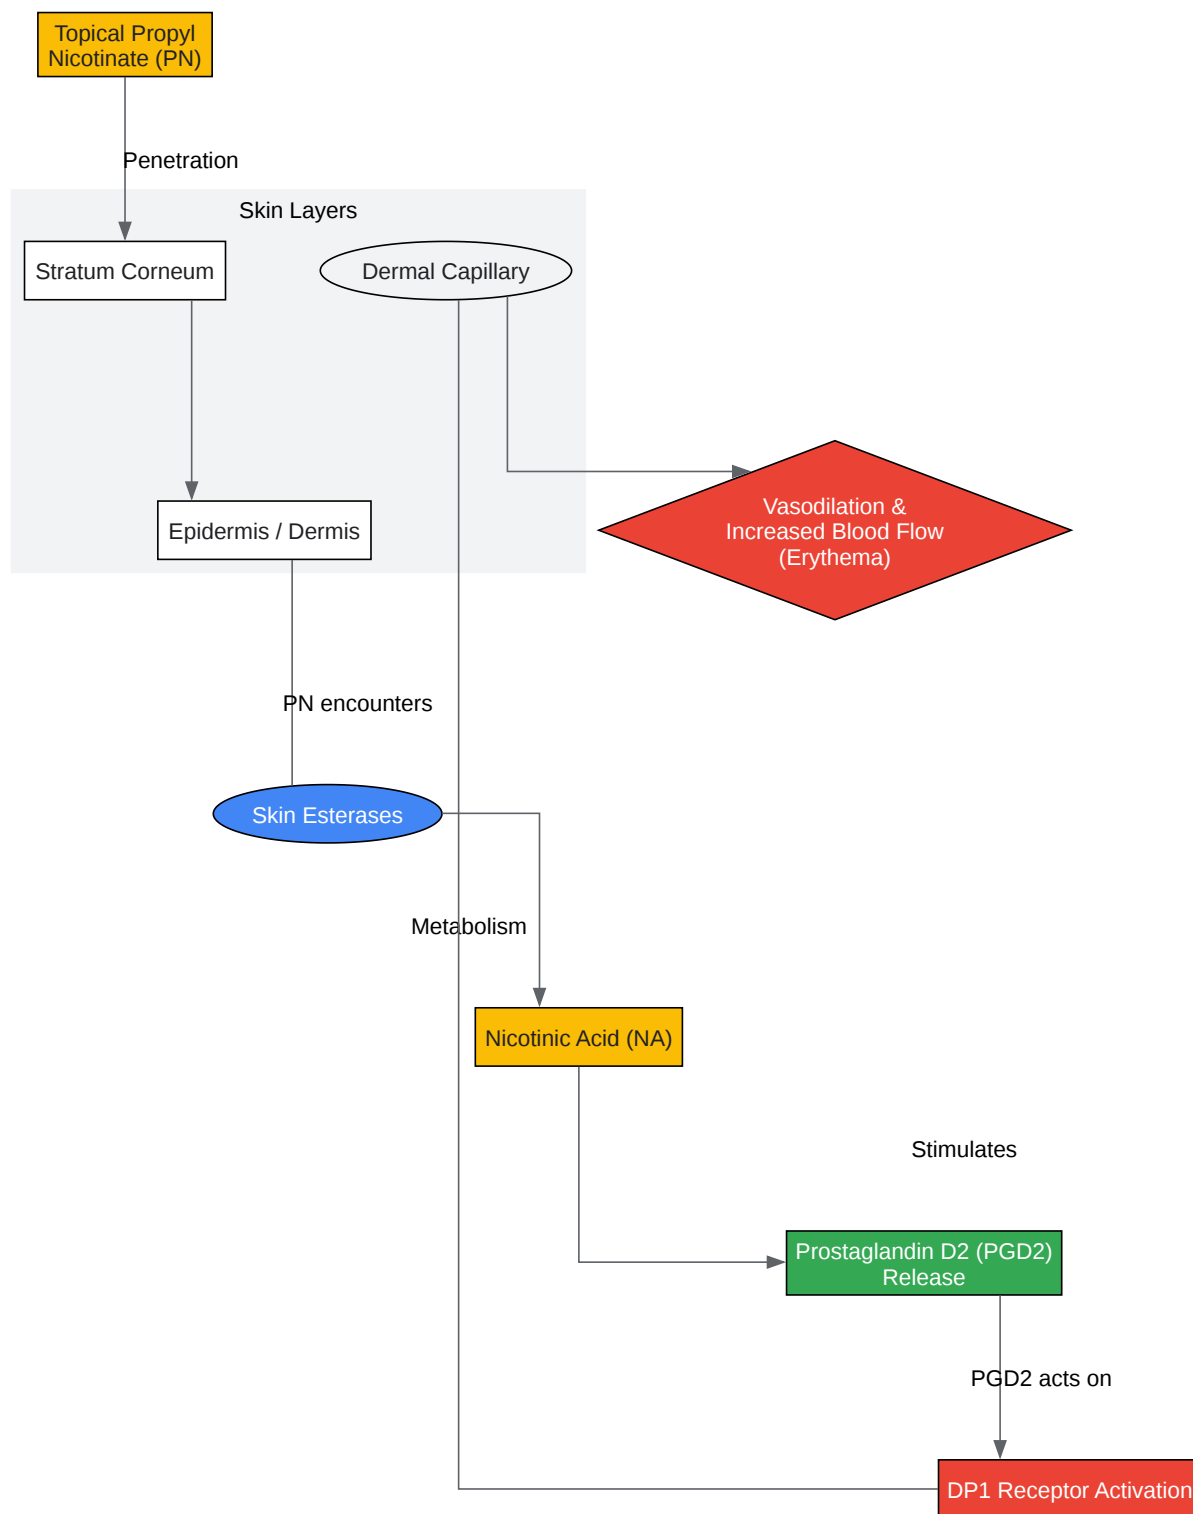 Topical Propyl
Nicotinate (PN)
Penetration
Skin Layers
Stratum Corneum
Dermal Capillary
Vasodilation &
Increased Blood Flow
(Erythema)
Epidermis / Dermis
PN encounters
Skin Esterases
Metabolism
Nicotinic Acid (NA)
Stimulates
Prostaglandin D2 (PGD2)
Release
PGD2 acts on
DP1 Receptor Activation